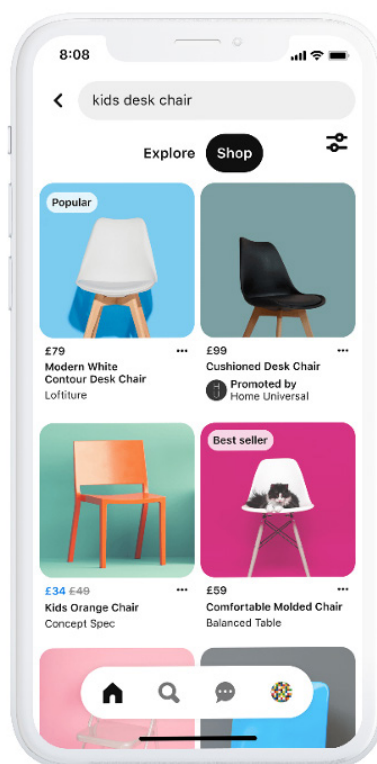 8:08
kids desk chair
Explore
Shop
Popular
£79
Modern White
Contour Desk Chair
Loftiture
£99
Cushioned Desk Chair
Promoted by
Home Universal
£34 £49
Kids Orange Chair
Concept Spec
Best seller
£59
Comfortable Molded Chair
Balanced Table